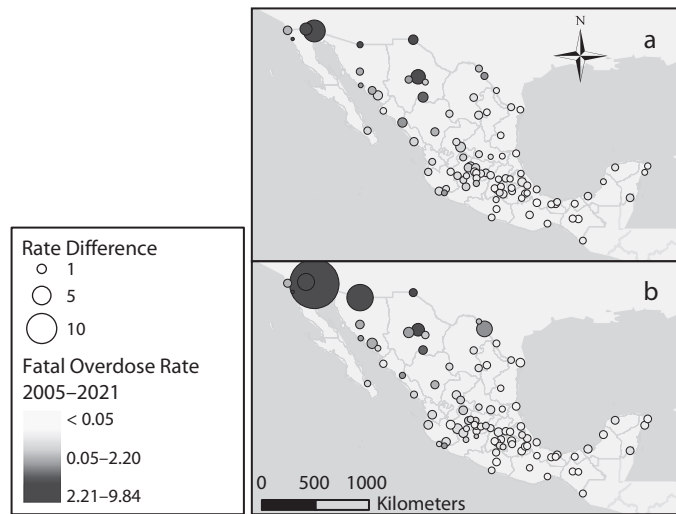 a
N
Rate Difference
1
5
10
Fatal Overdose Rate
2005–2021
< 0.05
0.05–2.20
2.21–9.84
b
0 500 1000
Kilometers